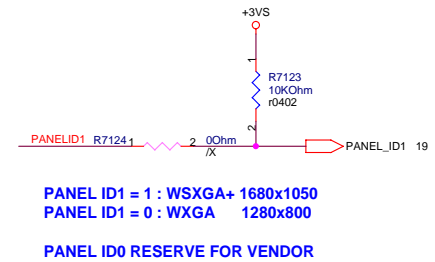 +3VS
1
R7123
10KOhm
r0402
2
PANELID1 R7124 1 2 0Ohm PANEL_ID1 19
/X
PANEL ID1 = 1 : WSXGA+ 1680x1050
PANEL ID1 = 0 : WXGA 1280x800
PANEL ID0 RESERVE FOR VENDOR